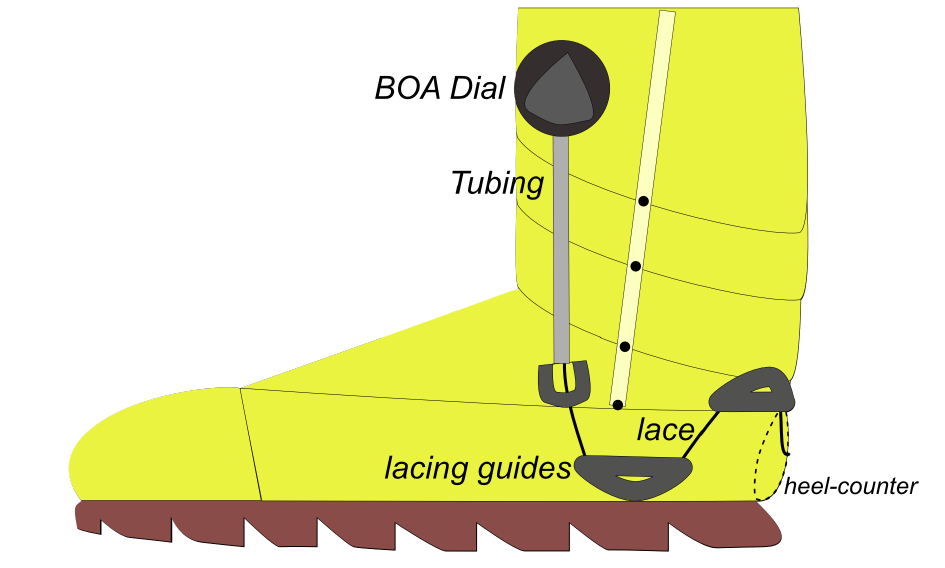 BOA Dial
Tubing
lace
lacing guides
heel-counter